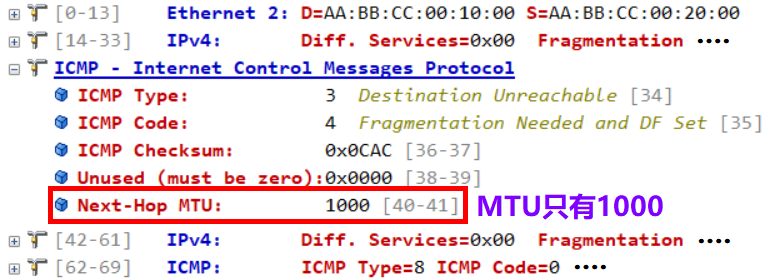 [0-13] Ethernet 2: D=AA:BB:CC:00:10:00 S=AA:BB:CC:00:20:00
[14-33] IPv4: Diff. Services=0x00 Fragmentation ....
ICMP - Internet Control Messages Protocol
ICMP Type: 3 Destination Unreachable [34]
ICMP Code: 4 Fragmentation Needed and DF Set [35]
ICMP Checksum: 0x0CAC [36-37]
Unused (must be zero):0x0000 [38-39]
Next-Hop MTU: 1000 [40-41] MTU只有1000
[42-61] IPv4: Diff. Services=0x00 Fragmentation ....
[62-69] ICMP: ICMP Type=8 ICMP Code=0 ....